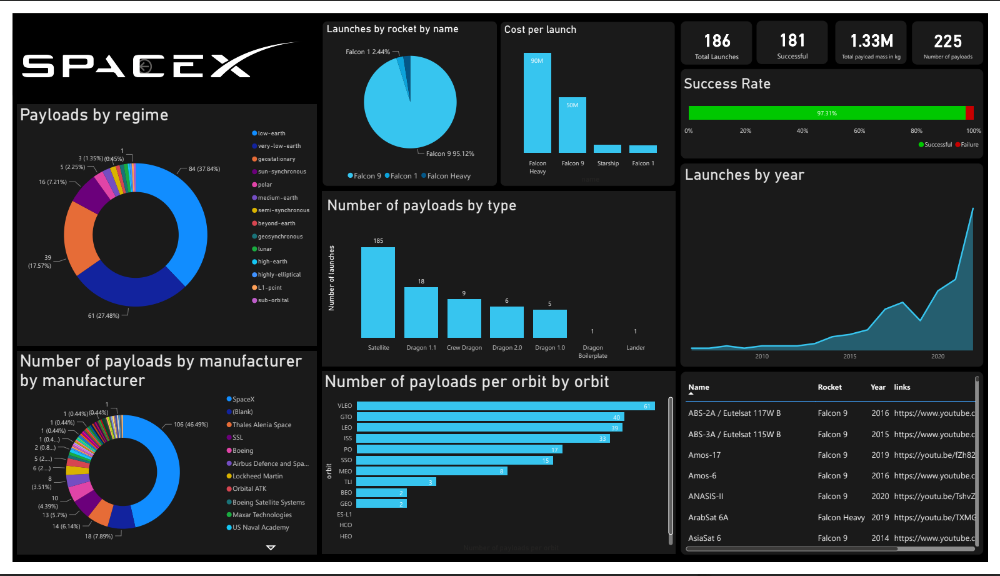 SPACEX
Payloads by regime
84 (37.84%)
61 (27.48%)
39
(17.57%)
16 (7.21%)
5 (2.25%)
3 (1.35%)
(0.45%)
1
low-earth
very-low-earth
geostationary
sun-synchronous
polar
medium-earth
semi-synchronous
beyond-earth
geosynchronous
lunar
high-earth
highly-elliptical
L1-point
sub-orbital
Number of payloads by manufacturer
by manufacturer
106 (46.49%)
18 (7.89%)
14 (6.14%)
13 (5.7%)
10
(4.39%)
8
(3.51%)
6 (2...)
5 (2...)
2 (0.8...)
1 (0.4...)
1 (0.44%)
1 (0.44%)
1 (0.44%)
(0.44%)
1
SpaceX
(Blank)
Thales Alenia Space
SSL
Boeing
Airbus Defence and Spa...
Lockheed Martin
Orbital ATK
Boeing Satellite Systems
Maxar Technologies
US Naval Academy
Launches by rocket by name
Falcon 1 2.44%
Falcon 9 95.12%
Falcon 9 Falcon 1 Falcon Heavy
Cost per launch
90M
50M
Falcon
Heavy
Falcon 9
Starship
Falcon 1
Number of payloads by type
Number of launches
185
18
9
6
5
1
1
Satellite
Dragon 1.1
Crew Dragon
Dragon 2.0
Dragon 1.0
Dragon
Boilerplate
Lander
Number of payloads per orbit by orbit
orbit
VLEO 61
GTO 40
LEO 39
ISS 33
PO 17
SSO 15
MEO 8
TLI 3
BEO 2
GEO 2
ES-L1
HCO
HEO
186
Total Launches
181
Successful
1.33M
Total payload mass in kg
225
Number of payloads
Success Rate
97.31%
0% 20% 40% 60% 80% 100%
Successful Failure
Launches by year
2010 2015 2020
Name Rocket Year links
ABS-2A / Eutelsat 117W B Falcon 9 2016 https://www.youtube.c
ABS-3A / Eutelsat 115W B Falcon 9 2015 https://www.youtube.c
Amos-17 Falcon 9 2019 https://youtu.be/fZh82
Amos-6 Falcon 9 2016 https://www.youtube.c
ANASIS-II Falcon 9 2020 https://youtu.be/TshvZ
ArabSat 6A Falcon Heavy 2019 https://youtu.be/TXMG
AsiaSat 6 Falcon 9 2014 https://www.youtube.c